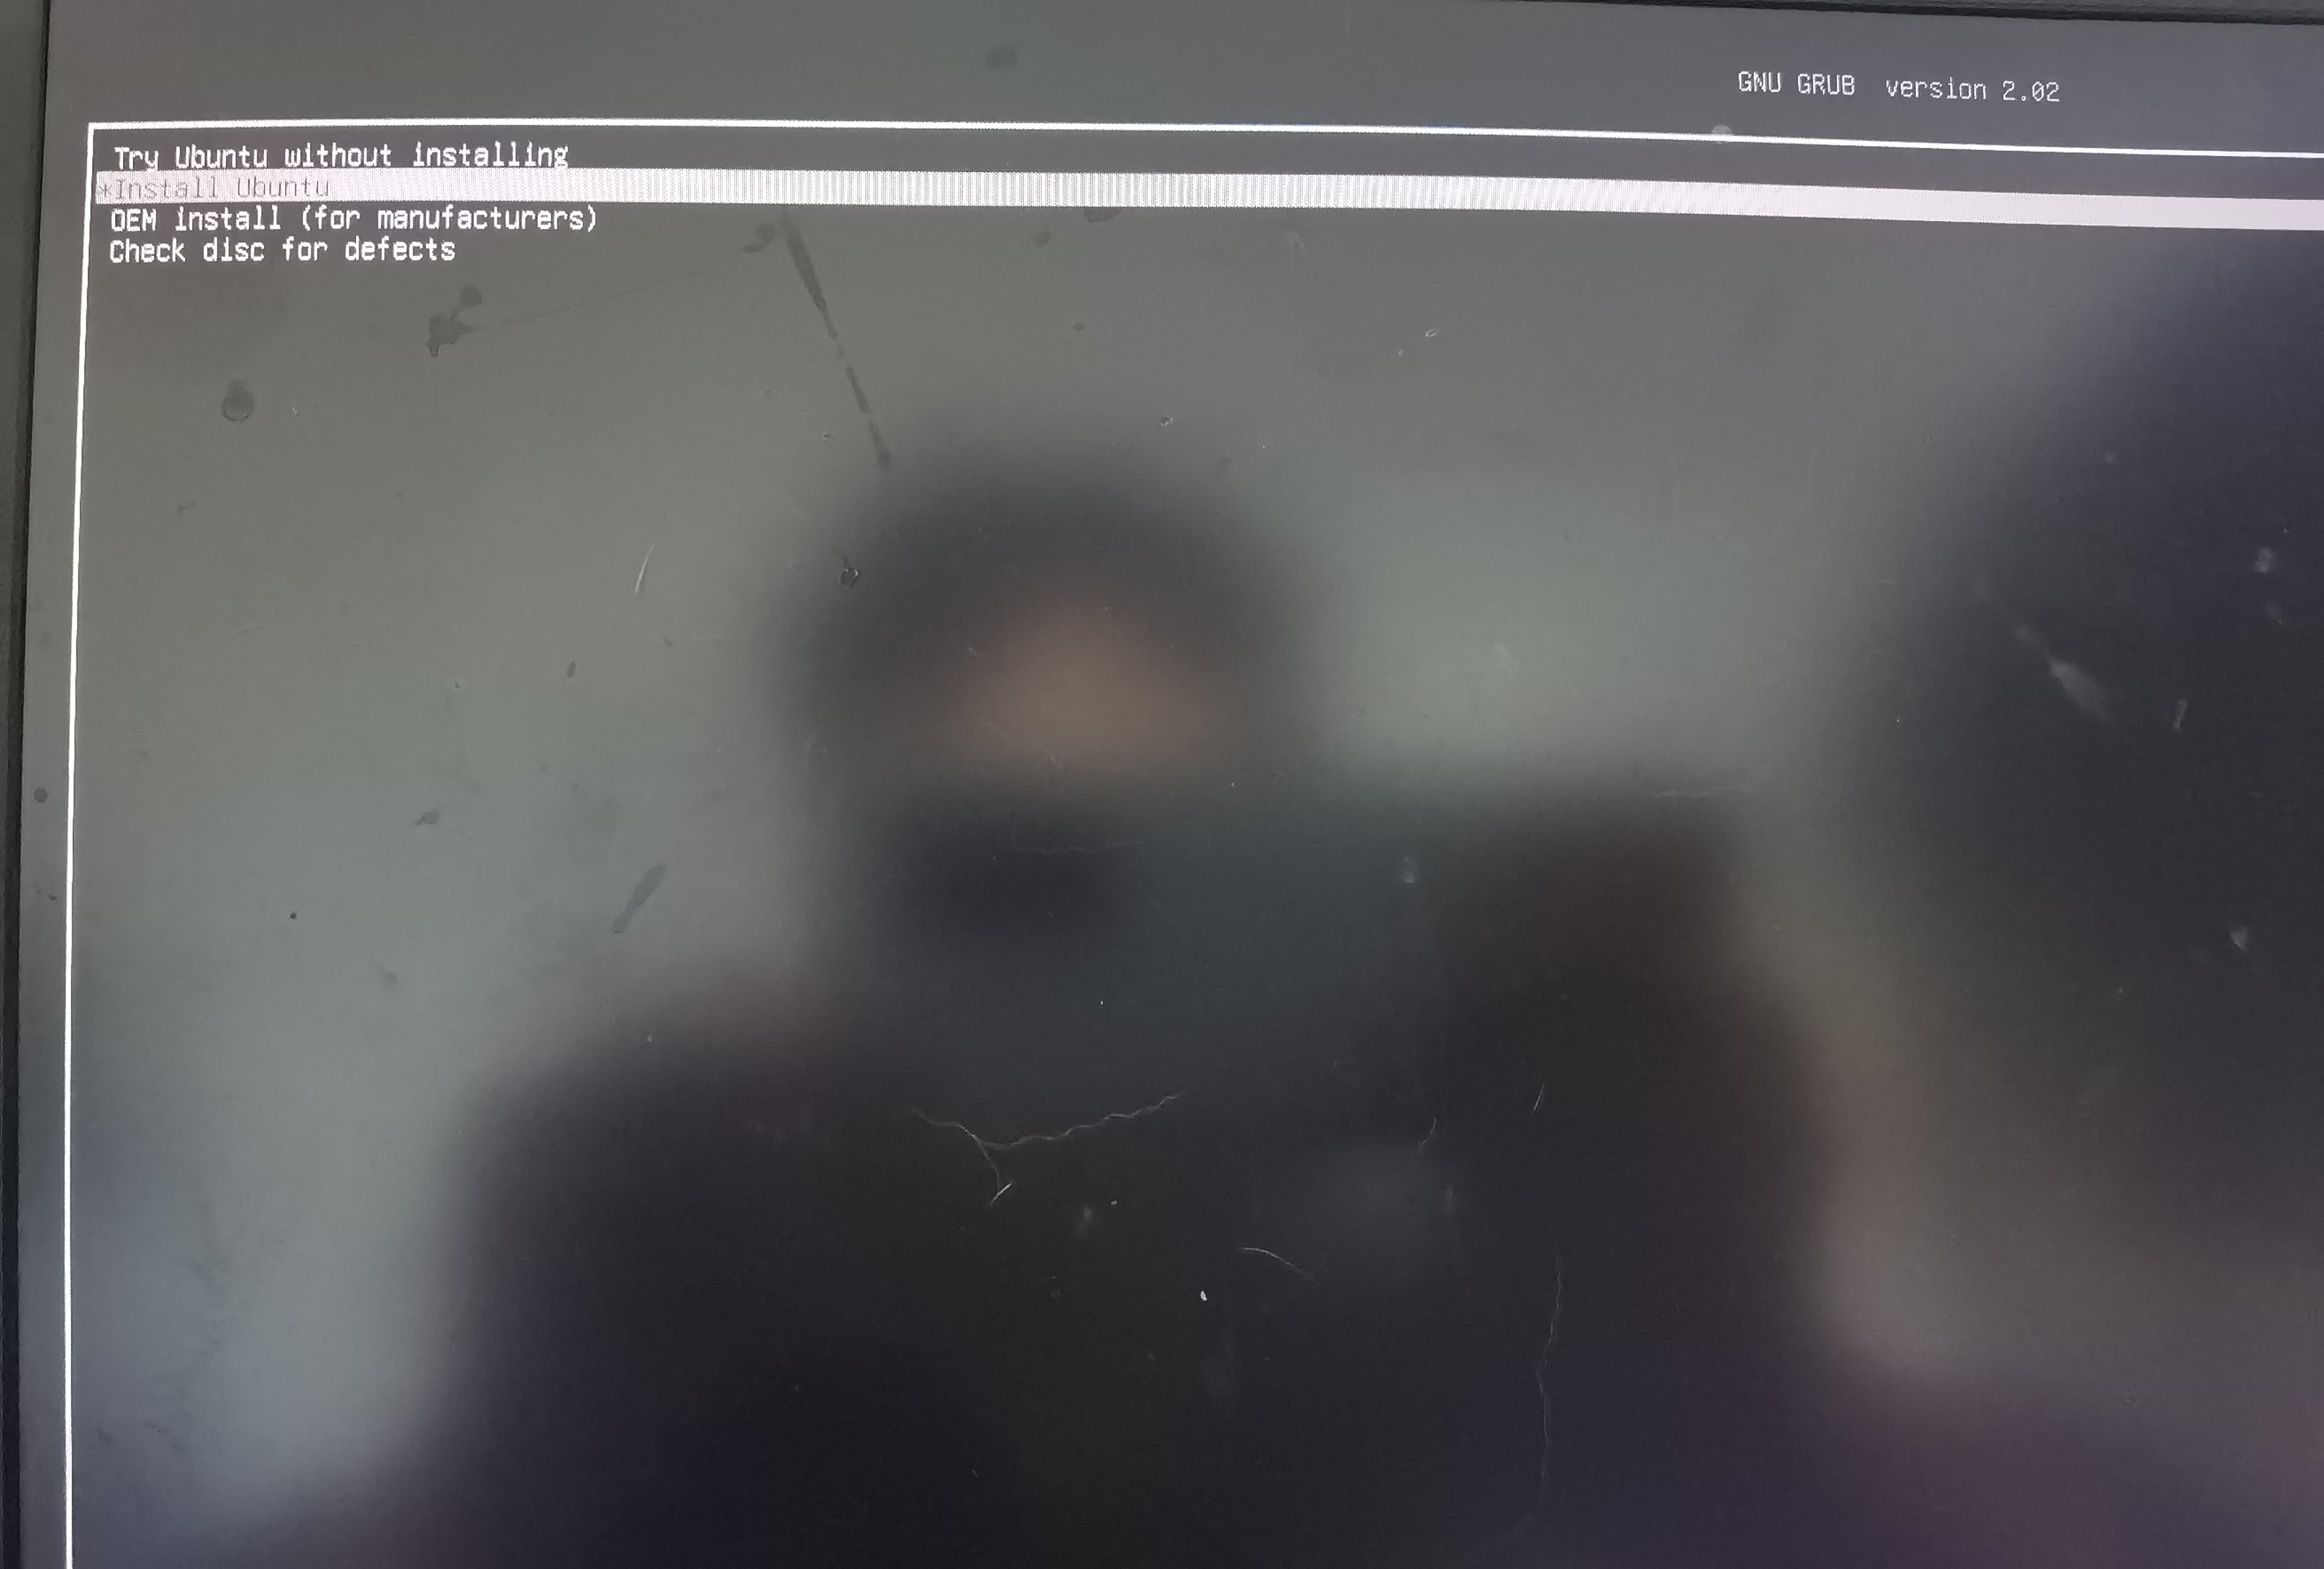 GNU GRUB  version 2.02
Try Ubuntu without installing
*Install Ubuntu
OEM install (for manufacturers)
Check disc for defects